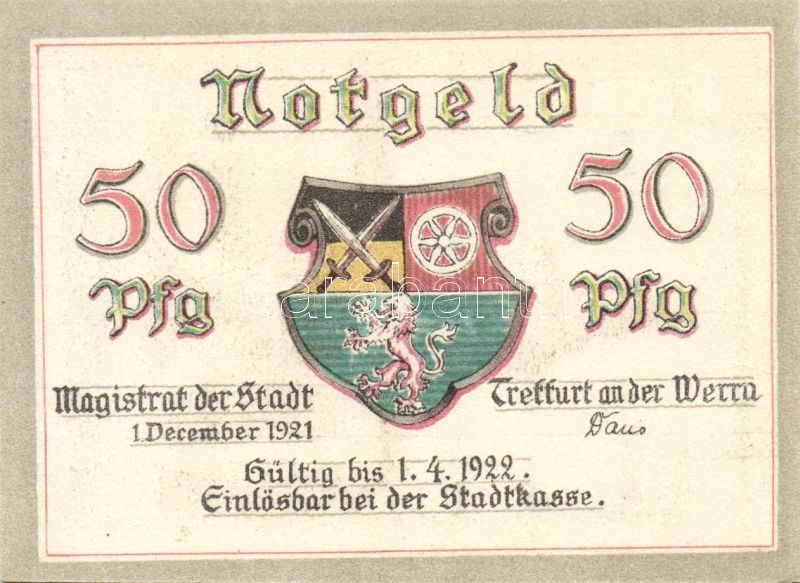 Notgeld
50 50
Pfg Pfg
Magistrat der Stadt Treffurt an der Werra
1. December 1921
Gültig bis 1. 4. 1922.
Einlösbar bei der Stadtkasse.